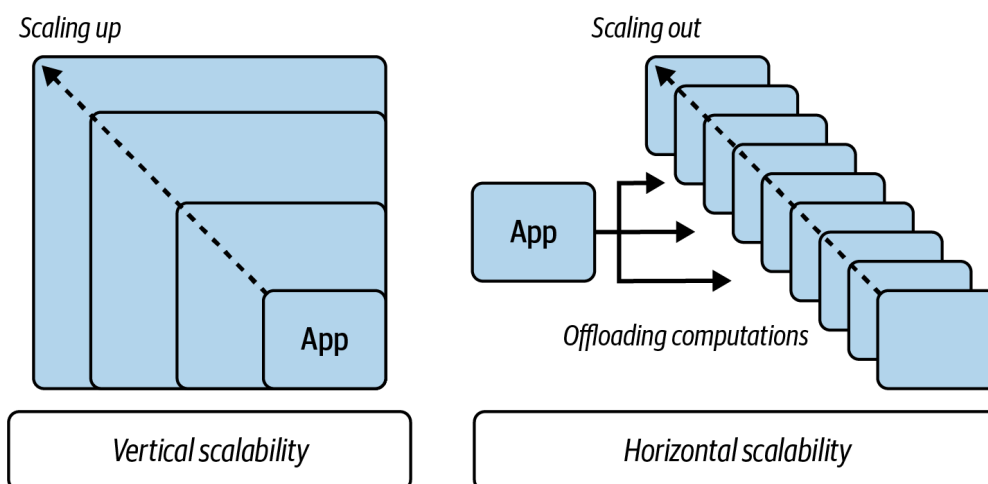 Scaling up
App
Vertical scalability
Scaling out
App
Offloading computations
Horizontal scalability